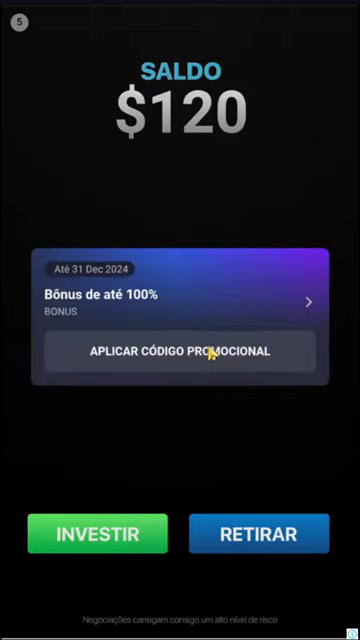 5
SALDO
$120
Até 31 Dec 2024
Bônus de até 100%
BONUS
APLICAR CÓDIGO PROMOCIONAL
INVESTIR
RETIRAR
Negociações carregam consigo um alto nível de risco